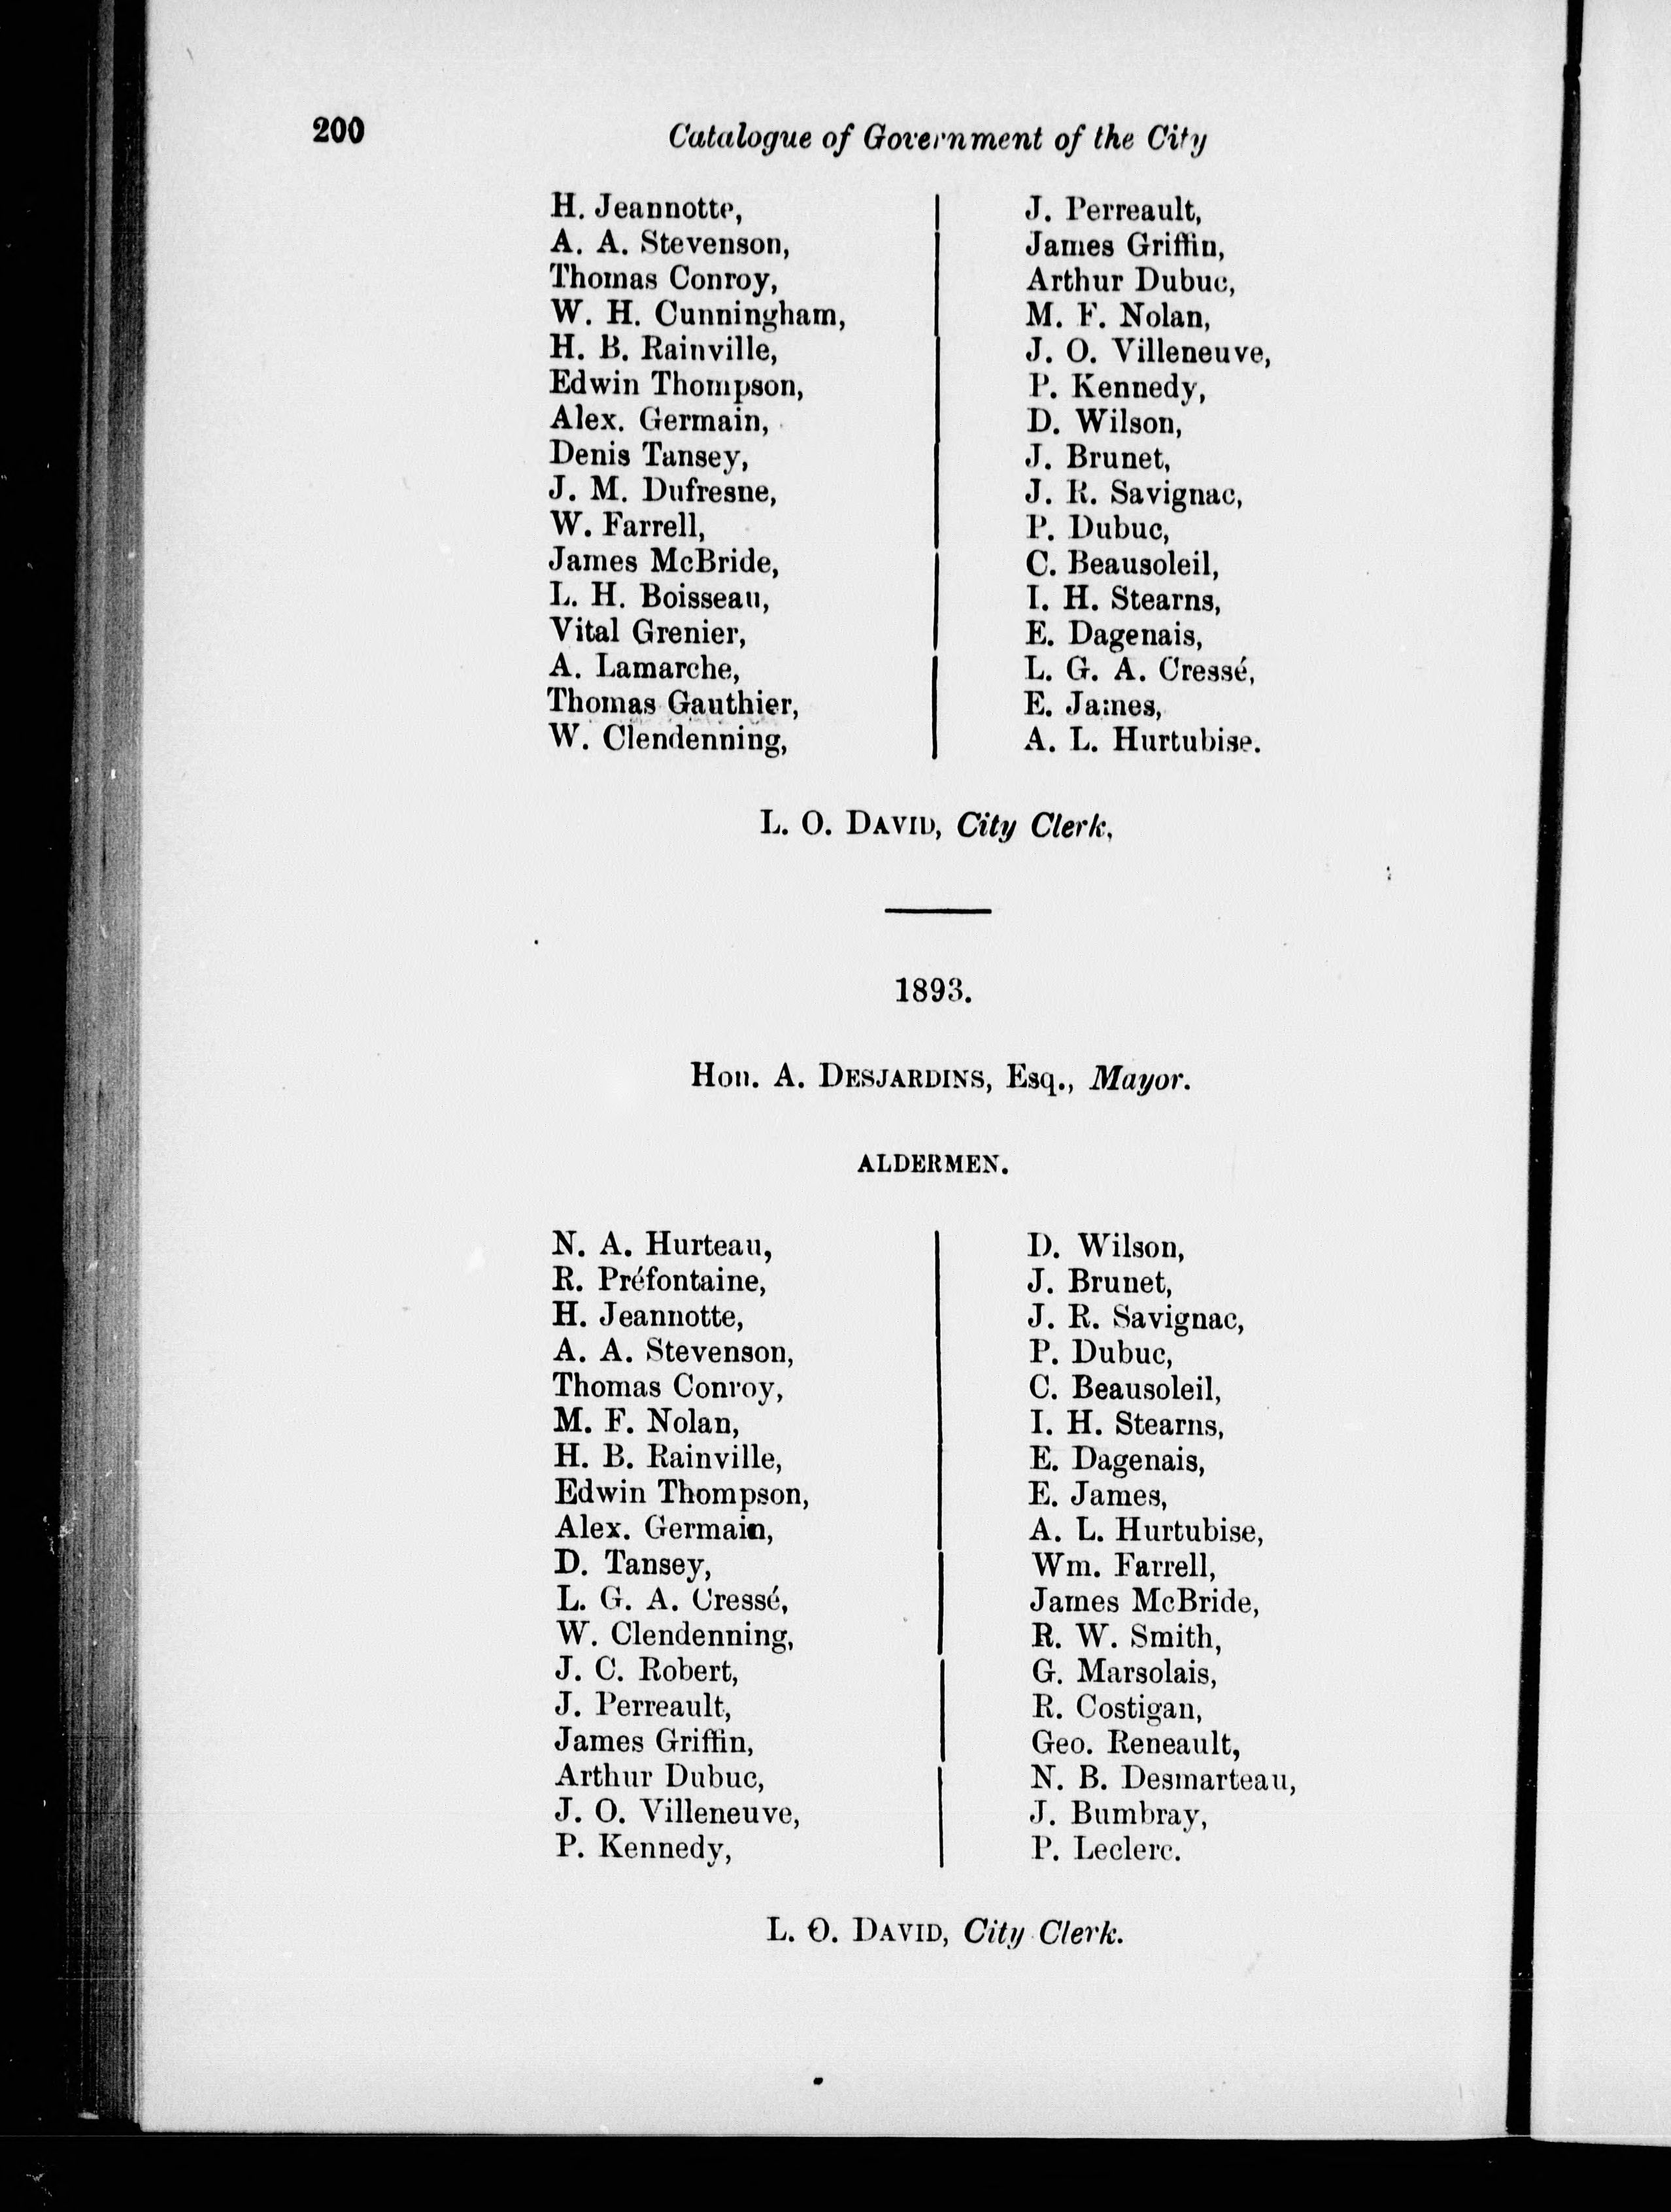 200
Catalogue of Government of the City
H. Jeannotte,
A. A. Stevenson,
Thomas Conroy,
W. H. Cunningham,
H. B. Rainville,
Edwin Thompson,
Alex. Germain,
Denis Tansey,
J. M. Dufresne,
W. Farrell,
James McBride,
L. H. Boisseau,
Vital Grenier,
A. Lamarche,
Thomas Gauthier,
W. Clendenning,
J. Perreault,
James Griffin,
Arthur Dubuc,
M. F. Nolan,
J. O. Villeneuve,
P. Kennedy,
D. Wilson,
J. Brunet,
J. R. Savignac,
P. Dubuc,
C. Beausoleil,
I. H. Stearns,
E. Dagenais,
L. G. A. Cressé,
E. James,
A. L. Hurtubise.
L. O. DAVID, City Clerk,
1893.
Hon. A. DESJARDINS, Esq., Mayor.
ALDERMEN.
N. A. Hurteau,
R. Préfontaine,
H. Jeannotte,
A. A. Stevenson,
Thomas Conroy,
M. F. Nolan,
H. B. Rainville,
Edwin Thompson,
Alex. Germain,
D. Tansey,
L. G. A. Cressé,
W. Clendenning,
J. C. Robert,
J. Perreault,
James Griffin,
Arthur Dubuc,
J. O. Villeneuve,
P. Kennedy,
D. Wilson,
J. Brunet,
J. R. Savignac,
P. Dubuc,
C. Beausoleil,
I. H. Stearns,
E. Dagenais,
E. James,
A. L. Hurtubise,
Wm. Farrell,
James McBride,
R. W. Smith,
G. Marsolais,
R. Costigan,
Geo. Reneault,
N. B. Desmarteau,
J. Bumbray,
P. Leclerc.
L. O. DAVID, City Clerk.